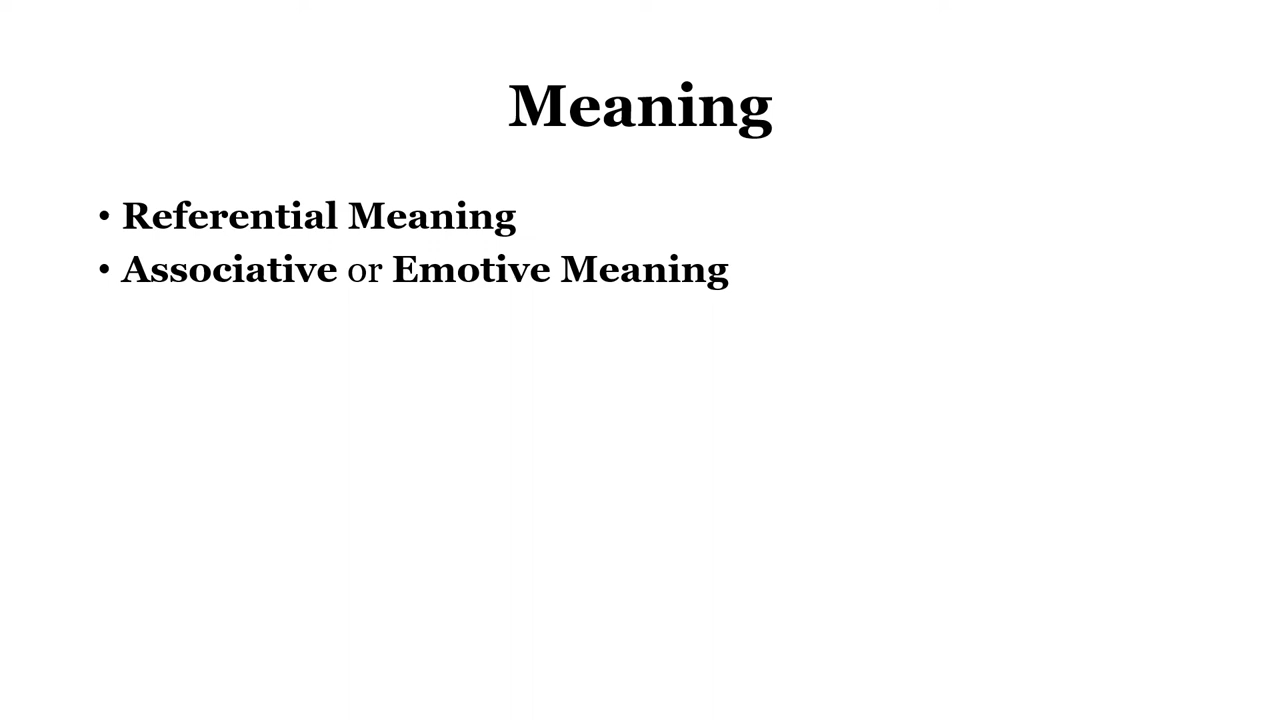 Meaning
• Referential Meaning
• Associative or Emotive Meaning